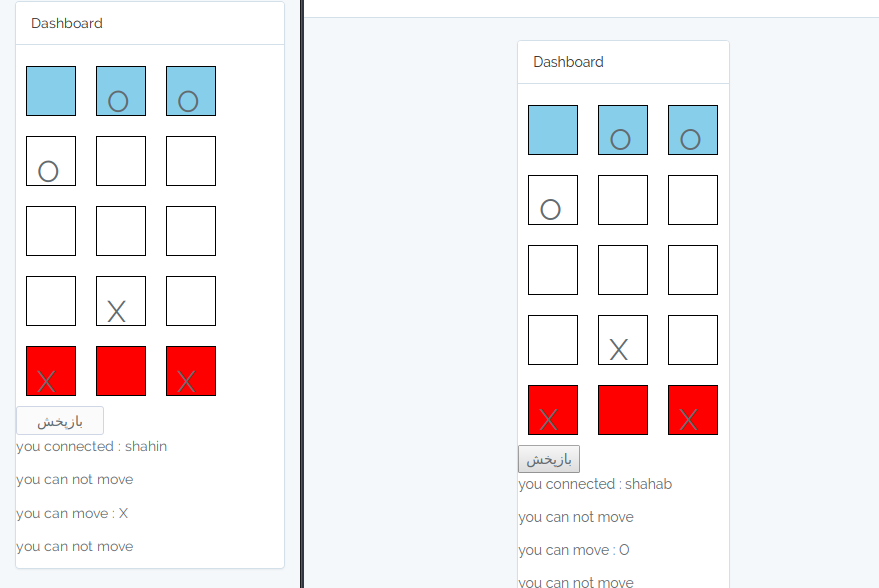 Dashboard
O O
O
X
X X
بازپخش
you connected : shahin
you can not move
you can move : X
you can not move
Dashboard
O O
O
X
X X
بازپخش
you connected : shahab
you can not move
you can move : O
you can not move